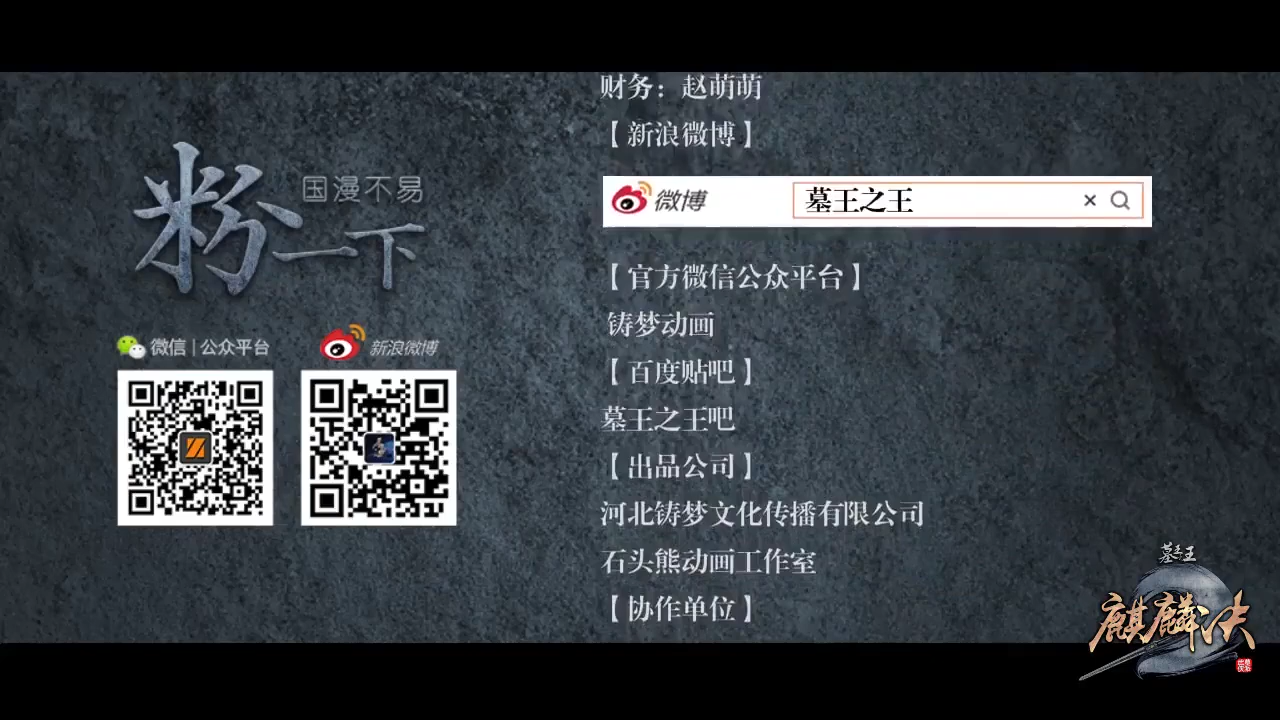 粉一下
国漫不易
微信 | 公众平台
新浪微博
财务：赵萌萌
【新浪微博】
微博
墓王之王
【官方微信公众平台】
铸梦动画
【百度贴吧】
墓王之王吧
【出品公司】
河北铸梦文化传播有限公司
石头熊动画工作室
【协作单位】
墓王之王
麒麟决